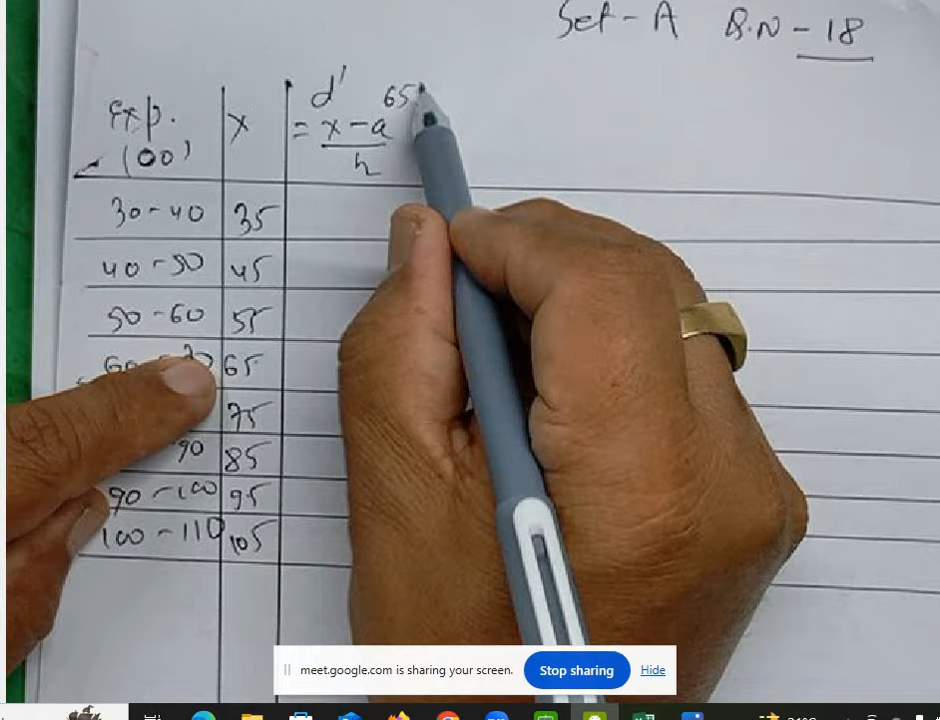 Set - A Q.N - 18
d' 65
Exp. x = x - a
(00) h
30 - 40 35
40 - 50 45
50 - 60 55
60 65
75
90 85
90 - 100 95
100 - 110 105
meet.google.com is sharing your screen. Stop sharing Hide